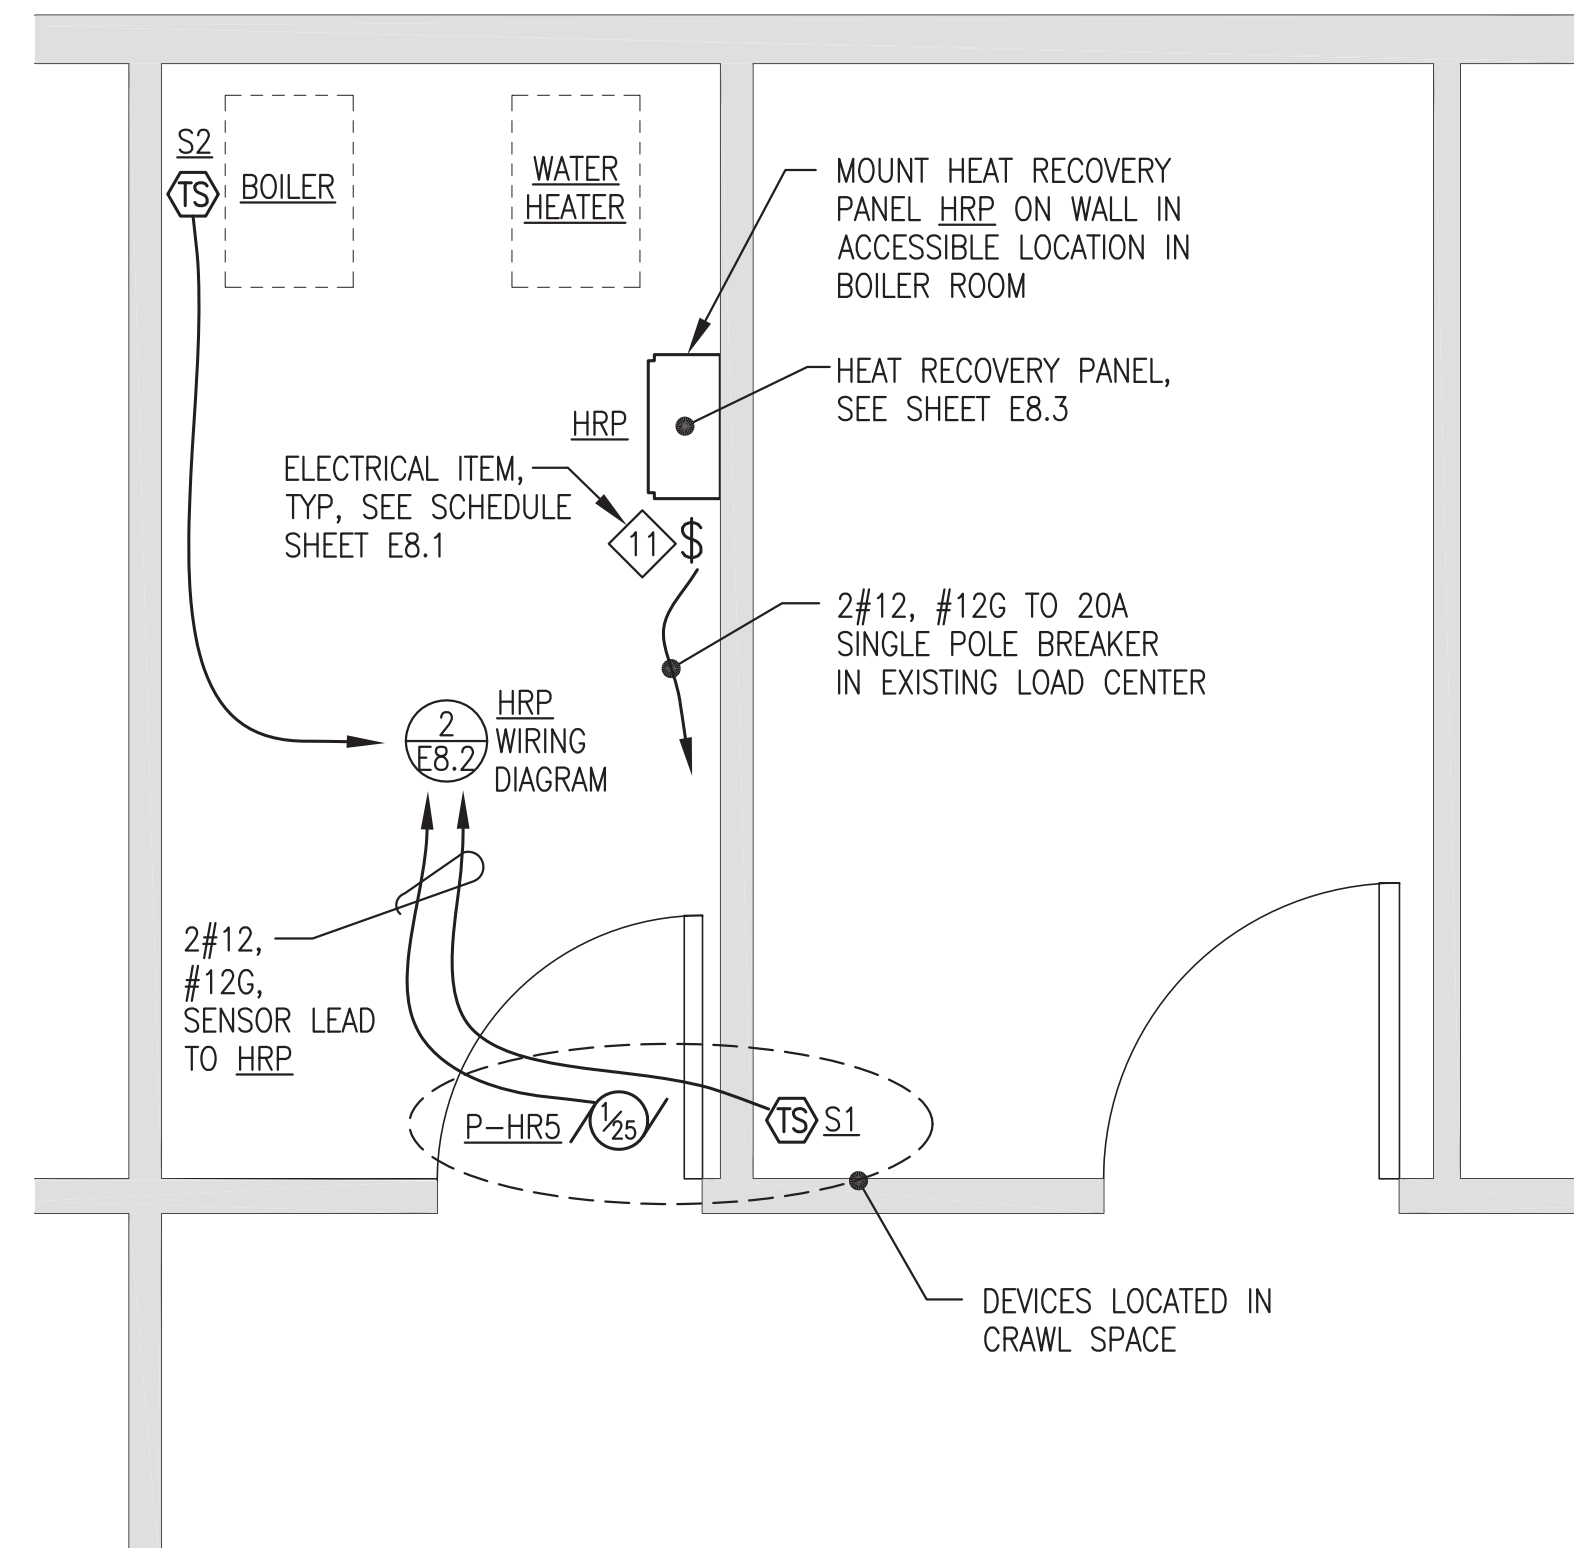 S2
TS
BOILER
WATER
HEATER
MOUNT HEAT RECOVERY
PANEL HRP ON WALL IN
ACCESSIBLE LOCATION IN
BOILER ROOM
HEAT RECOVERY PANEL,
SEE SHEET E8.3
HRP
ELECTRICAL ITEM,
TYP, SEE SCHEDULE
SHEET E8.1
11 $
2#12, #12G TO 20A
SINGLE POLE BREAKER
IN EXISTING LOAD CENTER
2
E8.2
HRP
WIRING
DIAGRAM
2#12,
#12G,
SENSOR LEAD
TO HRP
P-HR5
1/25
TS S1
DEVICES LOCATED IN
CRAWL SPACE